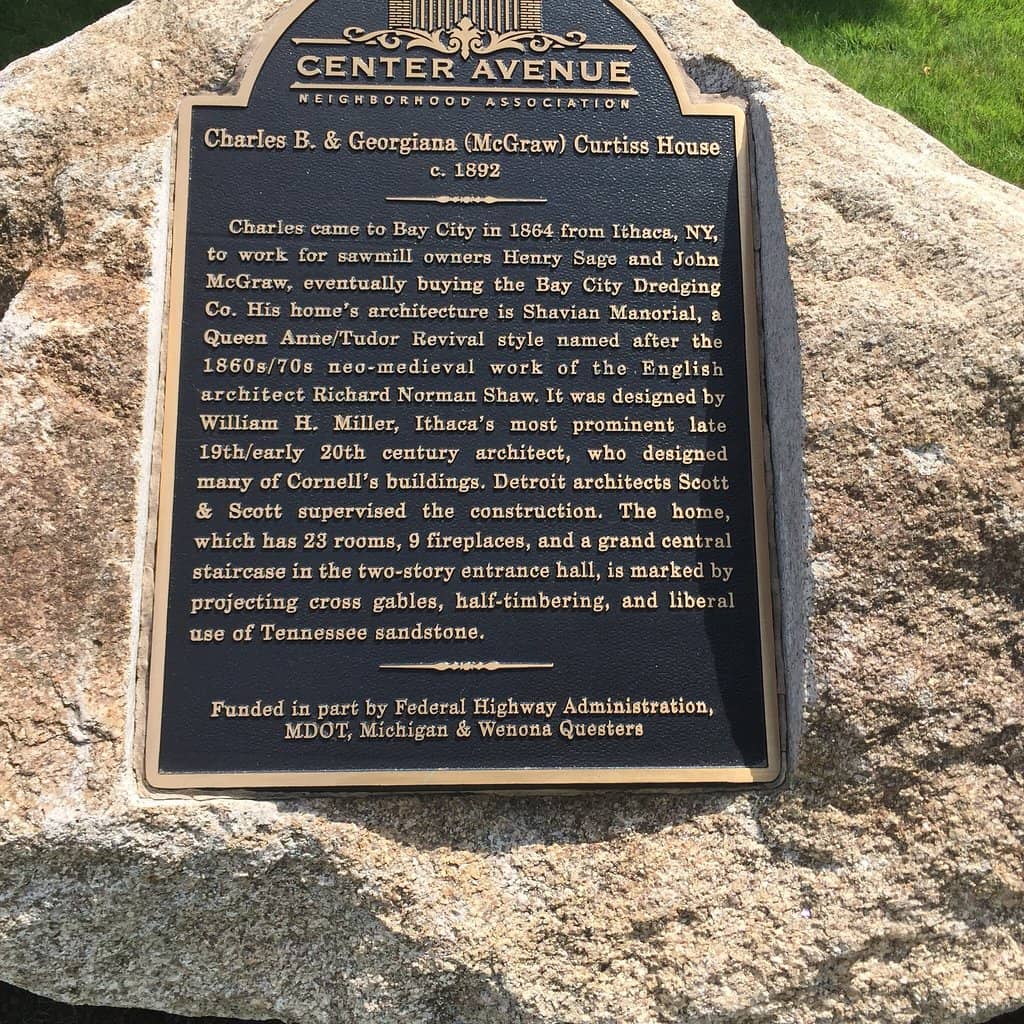 CENTER AVENUE
NEIGHBORHOOD ASSOCIATION
Charles B. & Georgiana (McGraw) Curtiss House
c. 1892
Charles came to Bay City in 1864 from Ithaca, NY,
to work for sawmill owners Henry Sage and John
McGraw, eventually buying the Bay City Dredging
Co. His home's architecture is Shavian Manorial, a
Queen Anne/Tudor Revival style named after the
1860s/70s neo-medieval work of the English
architect Richard Norman Shaw. It was designed by
William H. Miller, Ithaca's most prominent late
19th/early 20th century architect, who designed
many of Cornell's buildings. Detroit architects Scott
& Scott supervised the construction. The home,
which has 23 rooms, 9 fireplaces, and a grand central
staircase in the two-story entrance hall, is marked by
projecting cross gables, half-timbering, and liberal
use of Tennessee sandstone.
Funded in part by Federal Highway Administration,
MDOT, Michigan & Wenona Questers